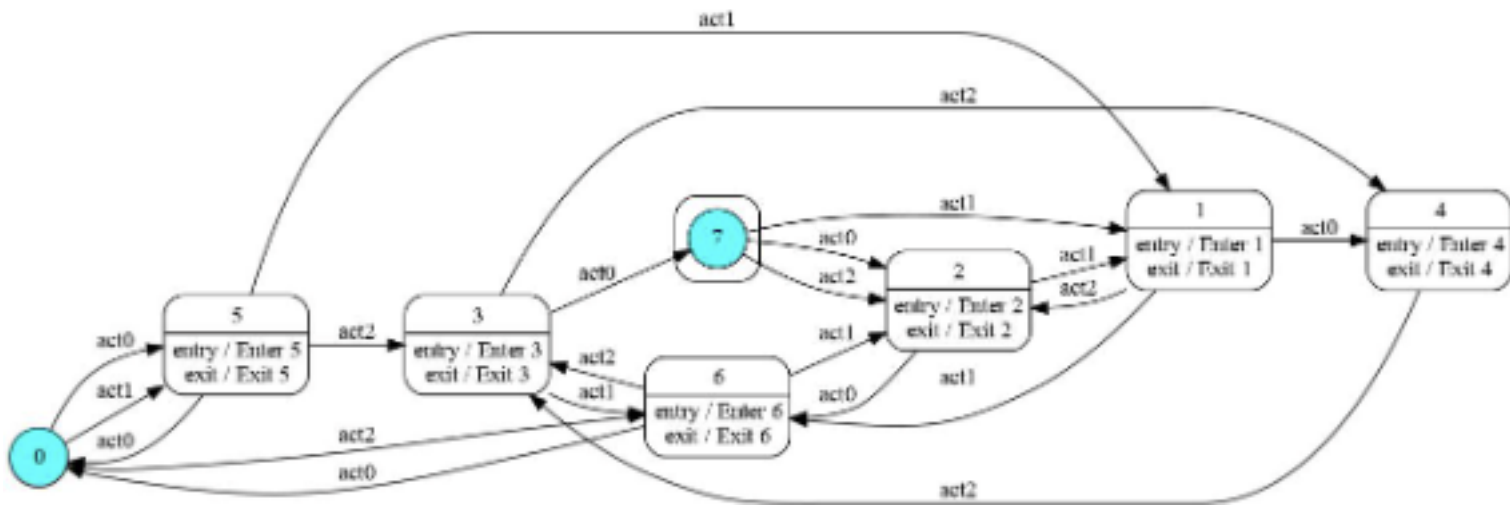 act1
act2
7
act1
act0
act2
act0
1
entry / Enter 1
exit / Exit 1
act0
4
entry / Enter 4
exit / Exit 4
2
entry / Enter 2
exit / Exit 2
act1
act2
5
entry / Enter 5
exit / Exit 5
act2
3
entry / Enter 3
exit / Exit 3
act0
act1
act0
act2
act1
6
entry / Enter 6
exit / Exit 6
act1
act0
act1
0
act2
act0
act2